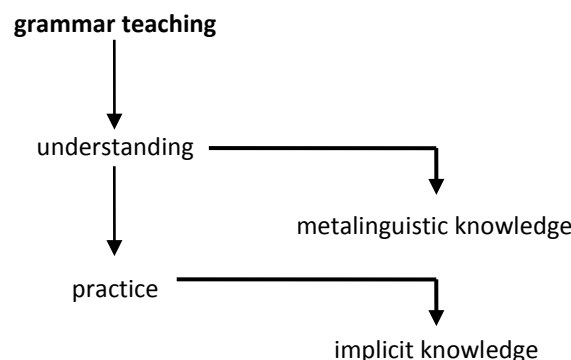 grammar teaching
understanding
metalinguistic knowledge
practice
implicit knowledge